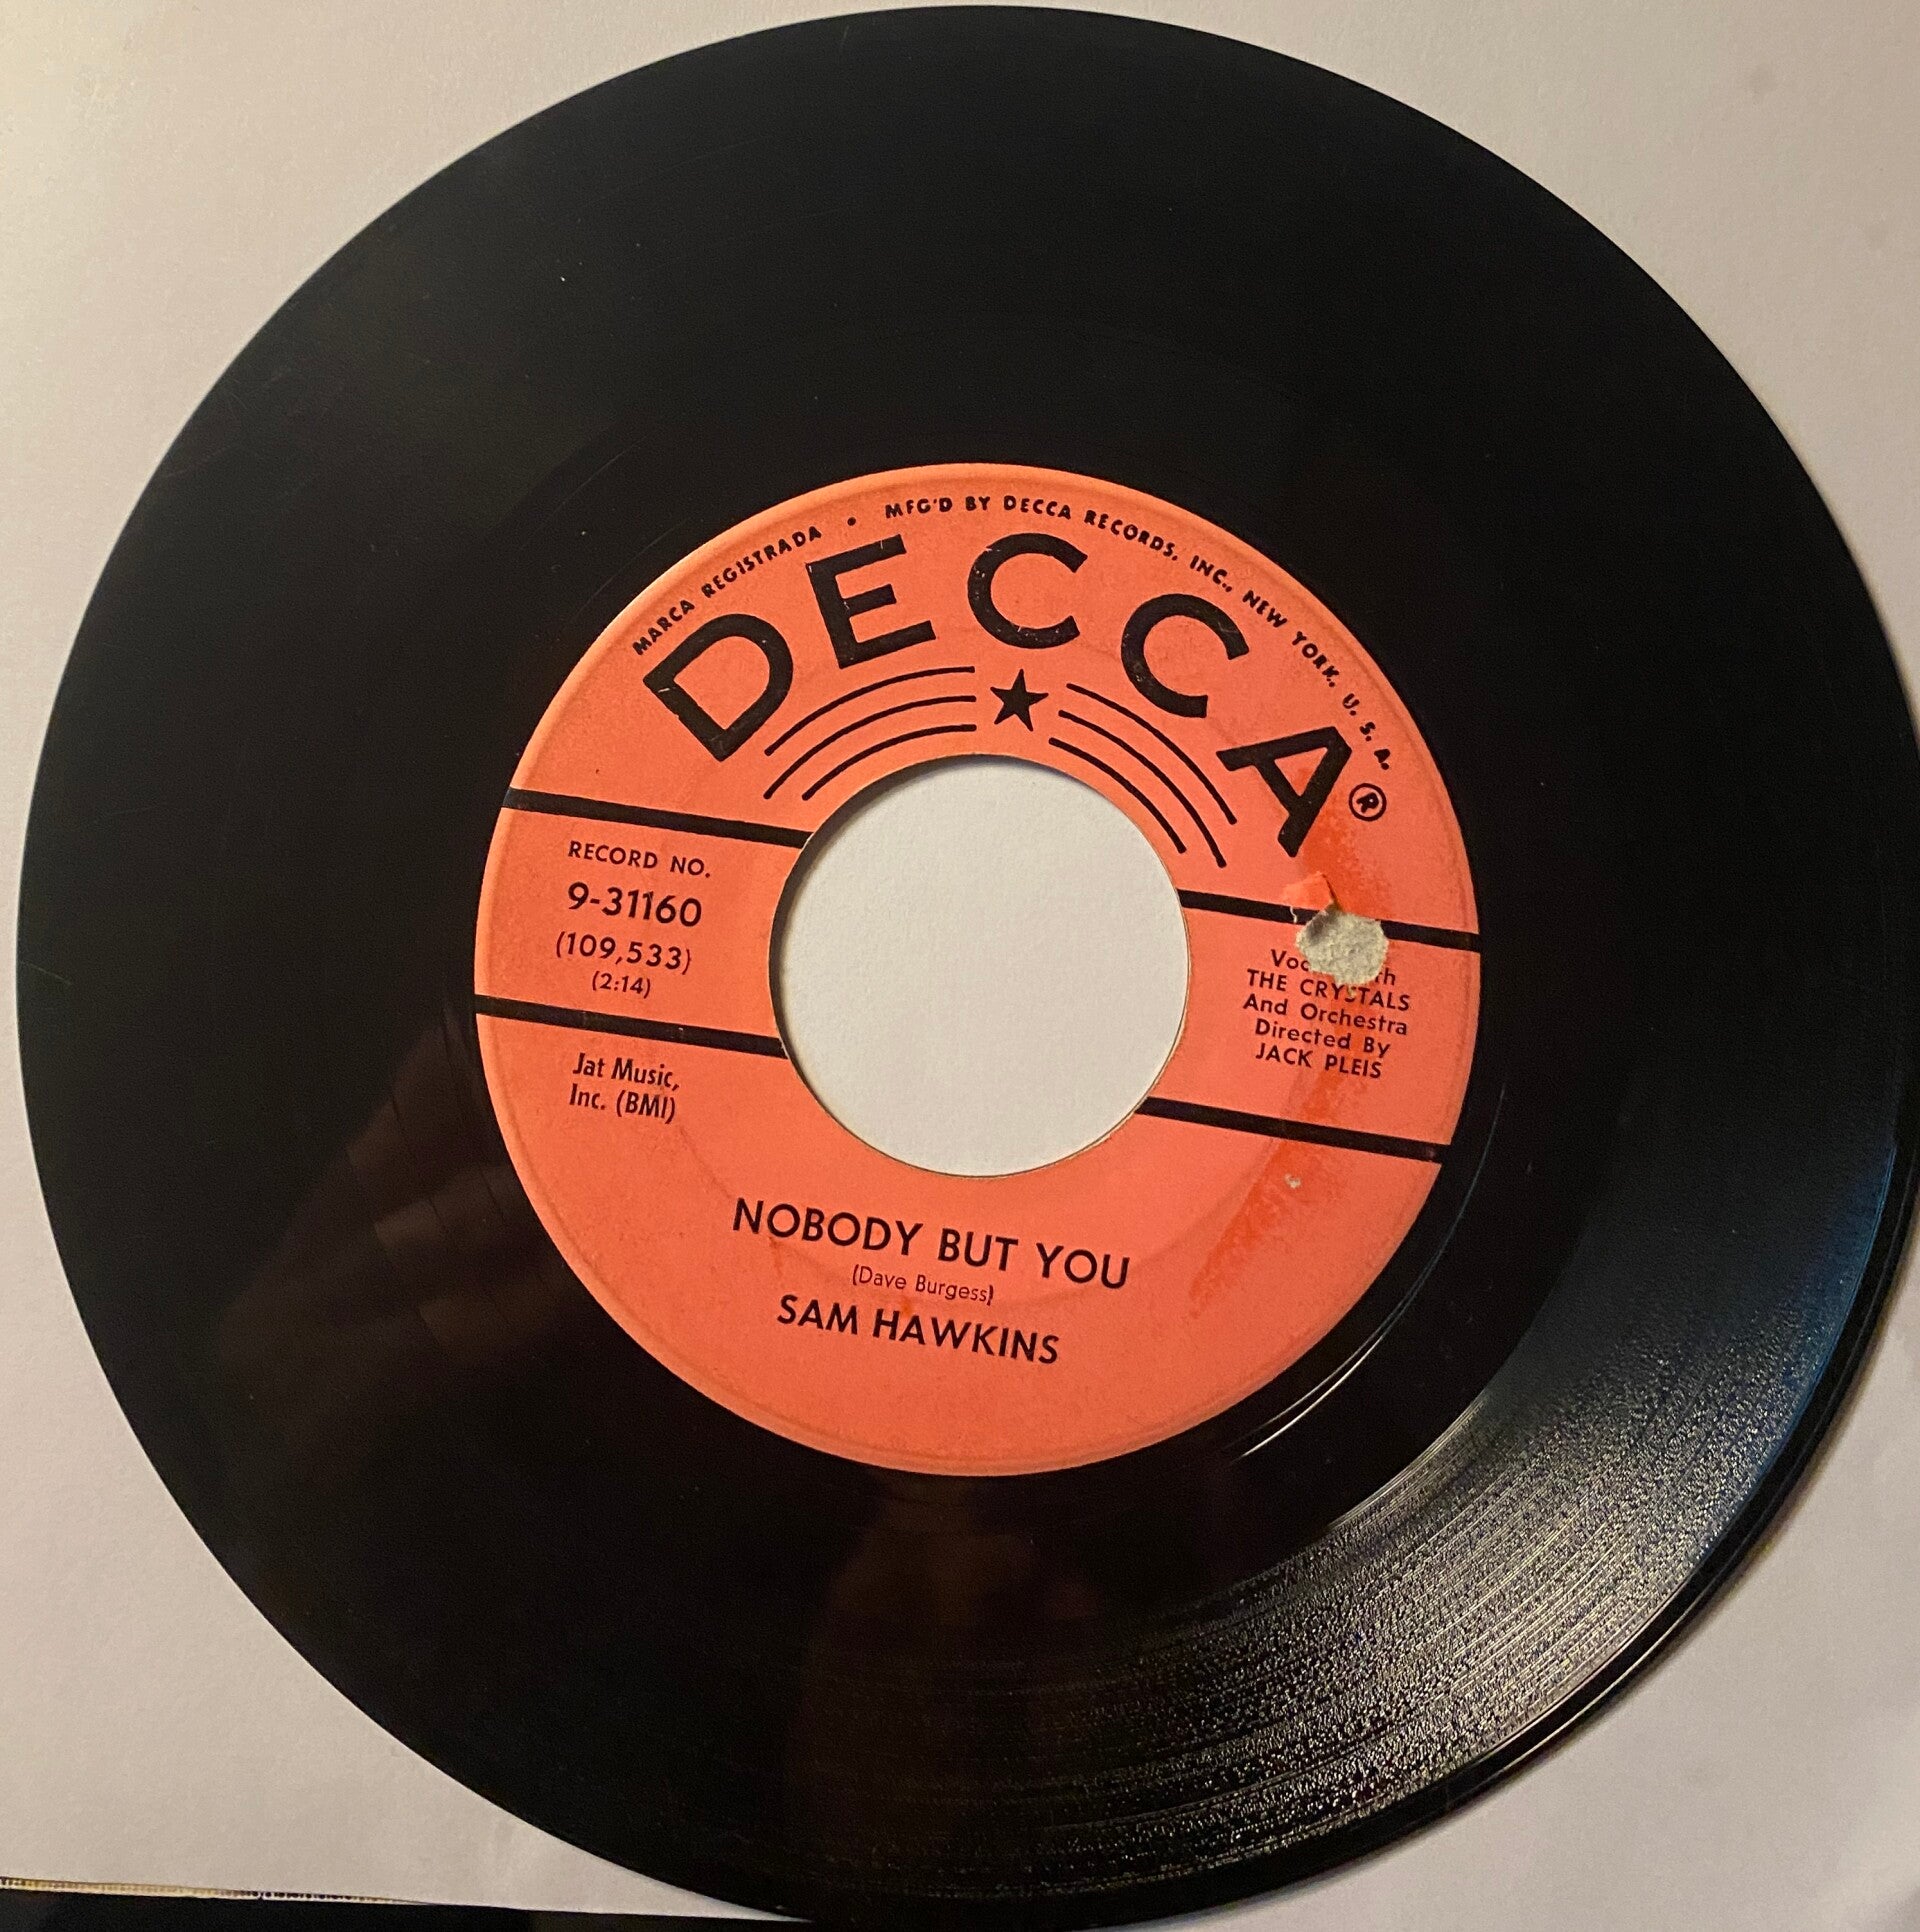 MARCA REGISTRADA • MFG'D BY DECCA RECORDS, INC., NEW YORK, U. S. A.
DECCA®
RECORD NO.
9-31160
(109,533)
(2:14)
THE CRYSTALS
And Orchestra
Directed By
JACK PLEIS
Jat Music,
Inc. (BMI)
NOBODY BUT YOU
(Dave Burgess)
SAM HAWKINS